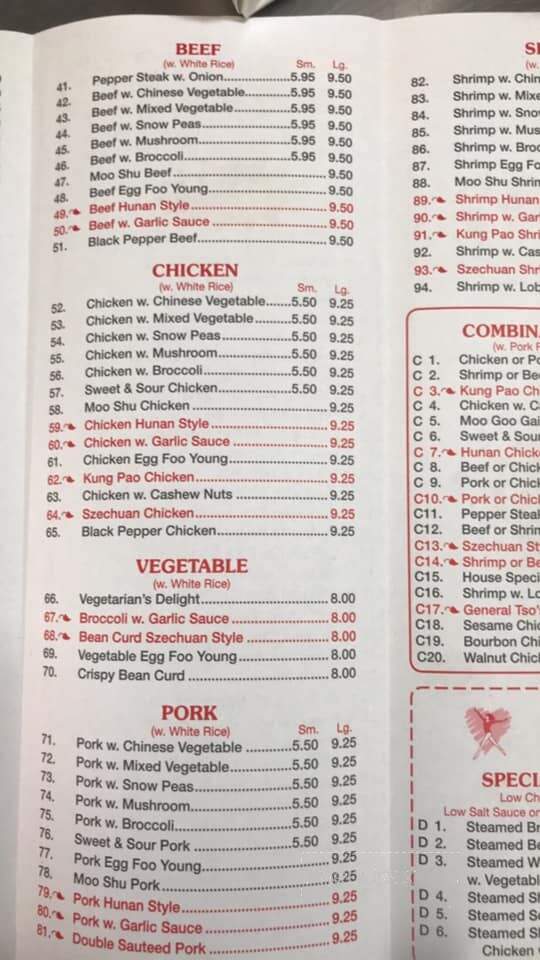 BEEF
(w. White Rice)
Sm. Lg.
41. Pepper Steak w. Onion 5.95 9.50
42. Beef w. Chinese Vegetable 5.95 9.50
43. Beef w. Mixed Vegetable 5.95 9.50
44. Beef w. Snow Peas 5.95 9.50
45. Beef w. Mushroom 5.95 9.50
46. Beef w. Broccoli 5.95 9.50
47. Moo Shu Beef 9.50
48. Beef Egg Foo Young 9.50
49. Beef Hunan Style 9.50
50. Beef w. Garlic Sauce 9.50
51. Black Pepper Beef 9.50
CHICKEN
(w. White Rice)
Sm. Lg.
52. Chicken w. Chinese Vegetable 5.50 9.25
53. Chicken w. Mixed Vegetable 5.50 9.25
54. Chicken w. Snow Peas 5.50 9.25
55. Chicken w. Mushroom 5.50 9.25
56. Chicken w. Broccoli 5.50 9.25
57. Sweet & Sour Chicken 5.50 9.25
58. Moo Shu Chicken 9.25
59. Chicken Hunan Style 9.25
60. Chicken w. Garlic Sauce 9.25
61. Chicken Egg Foo Young 9.25
62. Kung Pao Chicken 9.25
63. Chicken w. Cashew Nuts 9.25
64. Szechuan Chicken 9.25
65. Black Pepper Chicken 9.25
VEGETABLE
(w. White Rice)
66. Vegetarian's Delight 8.00
67. Broccoli w. Garlic Sauce 8.00
68. Bean Curd Szechuan Style 8.00
69. Vegetable Egg Foo Young 8.00
70. Crispy Bean Curd 8.00
PORK
(w. White Rice)
Sm. Lg.
71. Pork w. Chinese Vegetable 5.50 9.25
72. Pork w. Mixed Vegetable 5.50 9.25
73. Pork w. Snow Peas 5.50 9.25
74. Pork w. Mushroom 5.50 9.25
75. Pork w. Broccoli 5.50 9.25
76. Sweet & Sour Pork 5.50 9.25
77. Pork Egg Foo Young 9.25
78. Moo Shu Pork 9.25
79. Pork Hunan Style 9.25
80. Pork w. Garlic Sauce 9.25
81. Double Sauteed Pork 9.25
(w.
82. Shrimp w. Chin
83. Shrimp w. Mixe
84. Shrimp w. Sno
85. Shrimp w. Mus
86. Shrimp w. Broc
87. Shrimp Egg Fo
88. Moo Shu Shrim
89. Shrimp Hunan
90. Shrimp w. Gar
91. Kung Pao Shri
92. Shrimp w. Cas
93. Szechuan Shr
94. Shrimp w. Lob
COMBINA
(w. Pork F
C 1. Chicken or Po
C 2. Shrimp or Bee
C 3. Kung Pao Ch
C 4. Chicken w. C
C 5. Moo Goo Gai
C 6. Sweet & Sour
C 7. Hunan Chick
C 8. Beef or Chick
C 9. Pork or Chick
C10. Pork or Chic
C11. Pepper Steak
C12. Beef or Shrim
C13. Szechuan St
C14. Shrimp or Be
C15. House Speci
C16. Shrimp w. Lo
C17. General Tso's
C18. Sesame Chic
C19. Bourbon Chi
C20. Walnut Chick
SPECIA
Low Ch
Low Salt Sauce on
D 1. Steamed Br
D 2. Steamed Be
D 3. Steamed W
w. Vegetabl
D 4. Steamed Sh
D 5. Steamed Se
D 6. Steamed Sh
Chicken